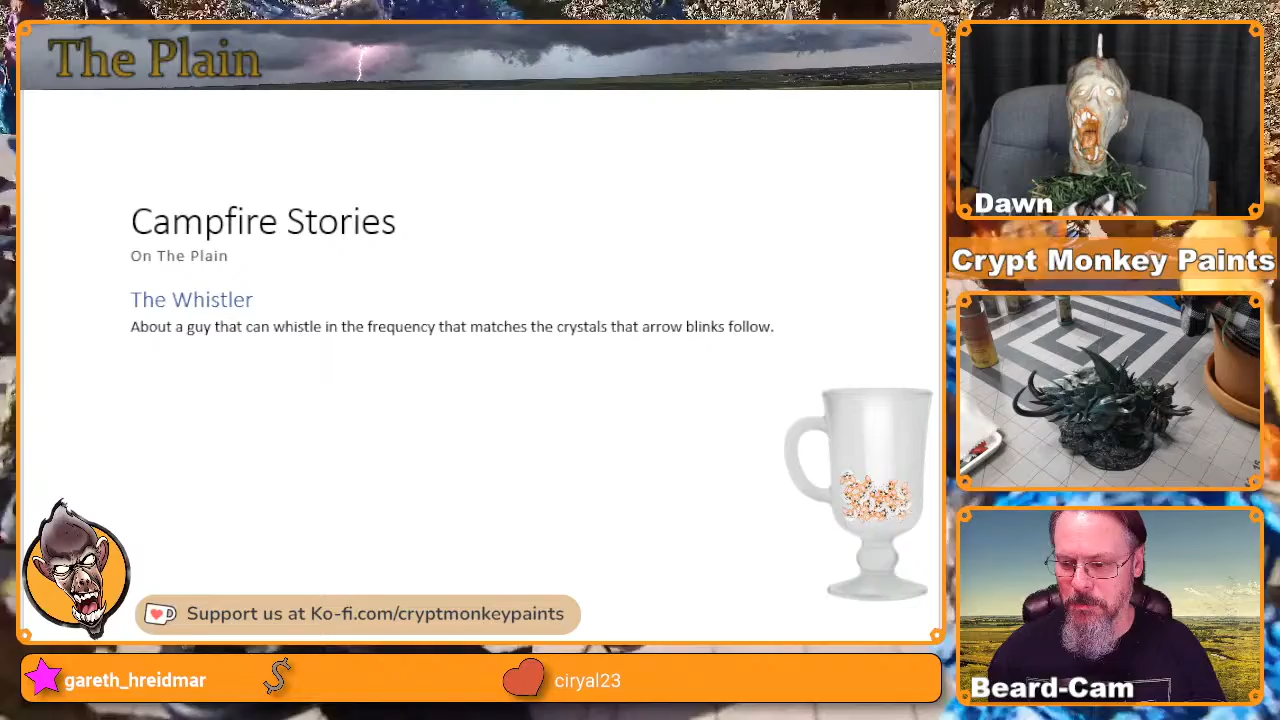 The Plain
Campfire Stories
On The Plain
The Whistler
About a guy that can whistle in the frequency that matches the crystals that arrow blinks follow.
Support us at Ko-fi.com/cryptmonkeypaints
gareth_hreidmar
$
ciryal23
Dawn
Crypt Monkey Paints
Beard-Cam